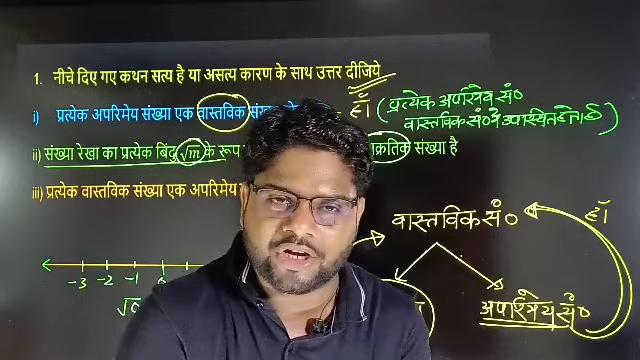 1. नीचे दिए गए कथन सत्य है या असत्य कारण के साथ उत्तर दीजिये
i) प्रत्येक अपरिमेय संख्या एक वास्तविक हाँ (प्रत्येक अपरिमेय सं०
वास्तविक सं०
ii) संख्या रेखा का प्रत्येक बिंदु √m के रूप संख्या है
iii) प्रत्येक वास्तविक संख्या एक अपरिमेय
वास्तविक सं० हाँ
-3 -2 -1
अपरिमेय सं०